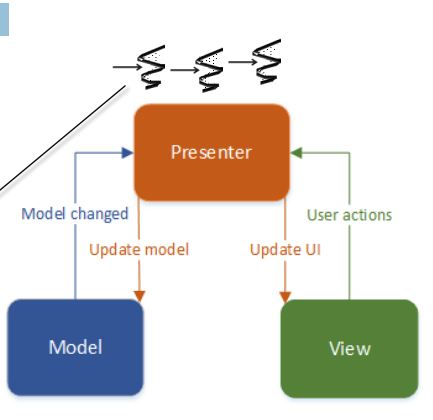 Presenter
Model changed
User actions
Update model
Update UI
Model
View